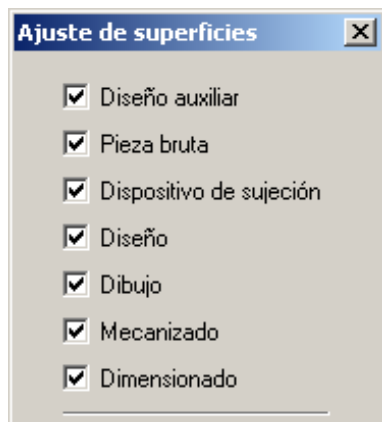 Ajuste de superficies
Diseño auxiliar
Pieza bruta
Dispositivo de sujeción
Diseño
Dibujo
Mecanizado
Dimensionado